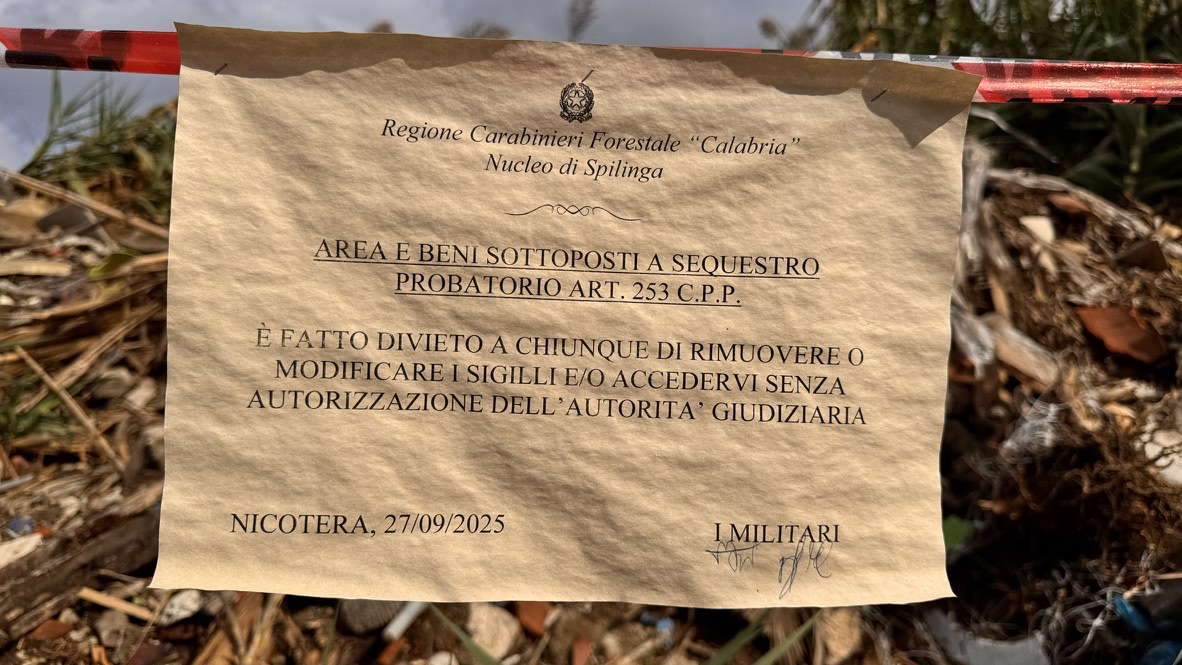 Regione Carabinieri Forestale “Calabria”
Nucleo di Spilinga
AREA E BENI SOTTOPOSTI A SEQUESTRO
PROBATORIO ART. 253 C.P.P.
È FATTO DIVIETO A CHIUNQUE DI RIMUOVERE O
MODIFICARE I SIGILLI E/O ACCEDERVI SENZA
AUTORIZZAZIONE DELL’AUTORITA’ GIUDIZIARIA
NICOTERA, 27/09/2025
I MILITARI